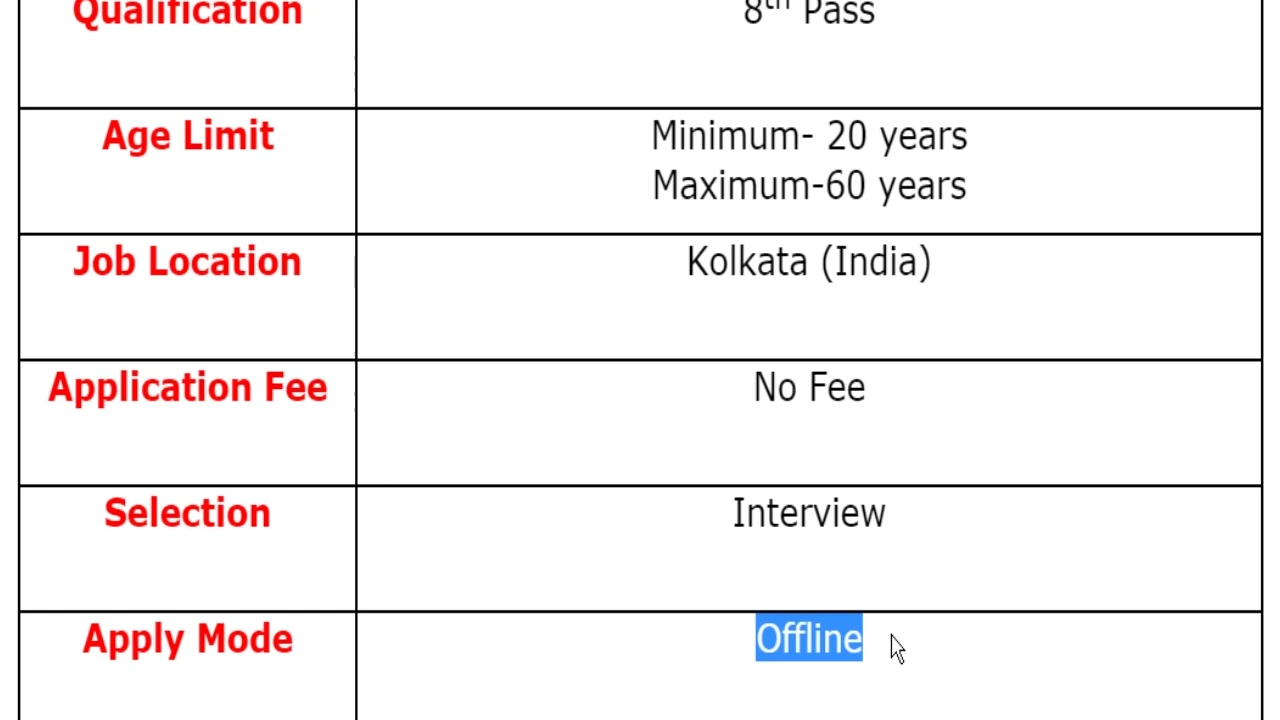 Qualification 8th Pass
Age Limit Minimum- 20 years
Maximum-60 years
Job Location Kolkata (India)
Application Fee No Fee
Selection Interview
Apply Mode Offline